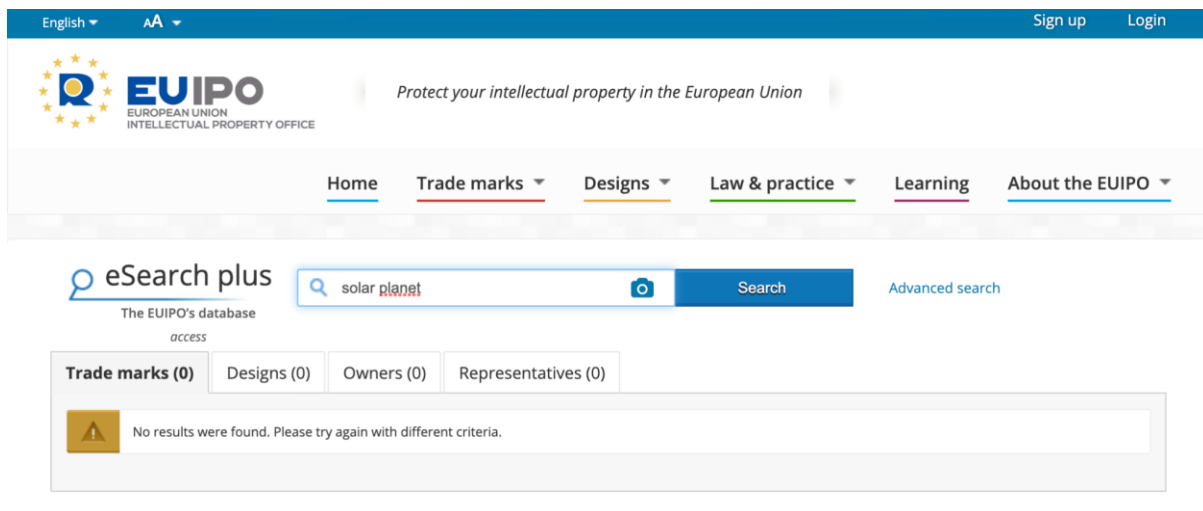 English AA Sign up Login
EUIPO
EUROPEAN UNION
INTELLECTUAL PROPERTY OFFICE
Protect your intellectual property in the European Union
Home Trade marks Designs Law & practice Learning About the EUIPO
eSearch plus
The EUIPO's database
access
solar planet Search Advanced search
Trade marks (0) Designs (0) Owners (0) Representatives (0)
No results were found. Please try again with different criteria.